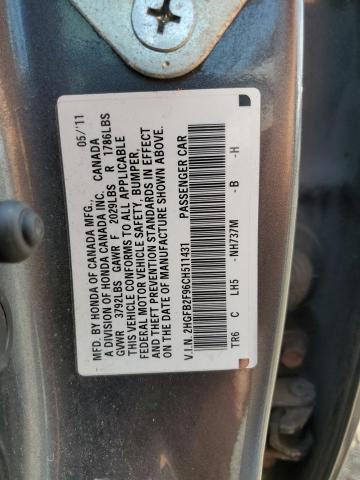 MFD. BY HONDA OF CANADA MFG., 05/'11
A DIVISION OF HONDA CANADA INC. CANADA
GVWR 3792LBS GAWR F 2029LBS R 1786LBS
THIS VEHICLE CONFORMS TO ALL APPLICABLE
FEDERAL MOTOR VEHICLE SAFETY, BUMPER,
AND THEFT PREVENTION STANDARDS IN EFFECT
ON THE DATE OF MANUFACTURE SHOWN ABOVE.
V.I.N. 2HGFB2F96CH511431 PASSENGER CAR
TR6 C LH5 -NH737M -B -H